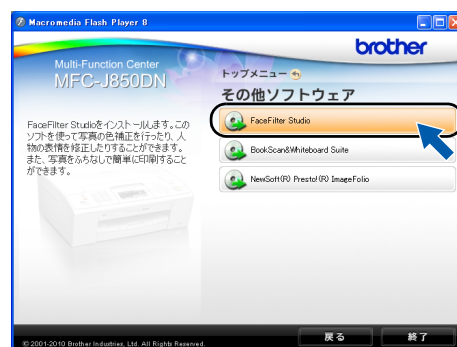 Macromedia Flash Player 8
brother
Multi-Function Center
MFC-J850DN
トップメニュー
その他ソフトウェア
FaceFilter Studio
BookScan&Whiteboard Suite
NewSoft(R) Presto!(R) ImageFolio
FaceFilter Studioをインストールします。この
ソフトを使って写真の色補正を行ったり、人
物の表情を修正したりすることができます。
また、写真をふちなしで簡単に印刷すること
ができます。
© 2001-2010 Brother Industries, Ltd. All Rights Reserved.
戻る
終了